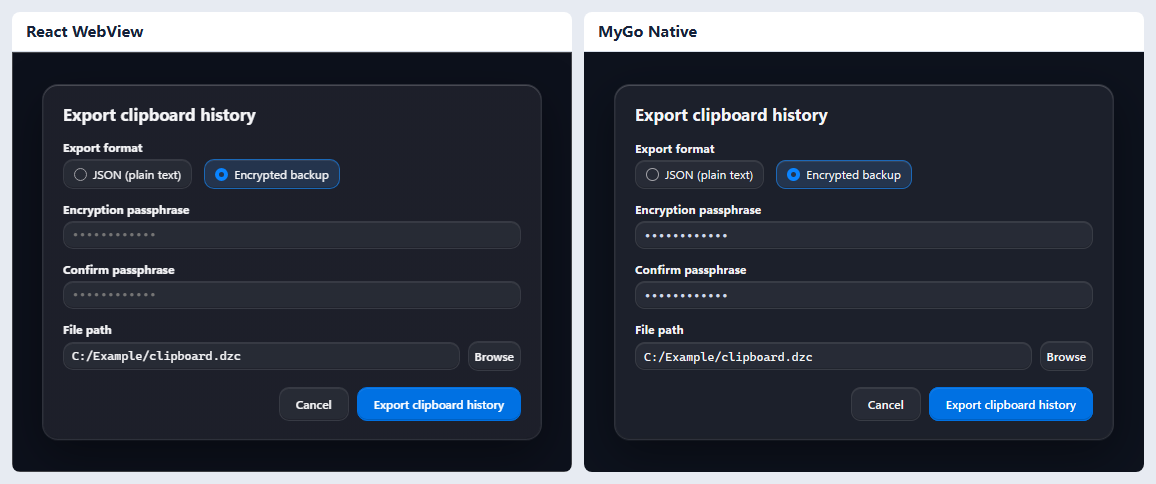 React WebView
Export clipboard history
Export format
JSON (plain text) Encrypted backup
Encryption passphrase
••••••••••••
Confirm passphrase
••••••••••••
File path
C:/Example/clipboard.dzc Browse
Cancel Export clipboard history
MyGo Native
Export clipboard history
Export format
JSON (plain text) Encrypted backup
Encryption passphrase
••••••••••••
Confirm passphrase
••••••••••••
File path
C:/Example/clipboard.dzc Browse
Cancel Export clipboard history